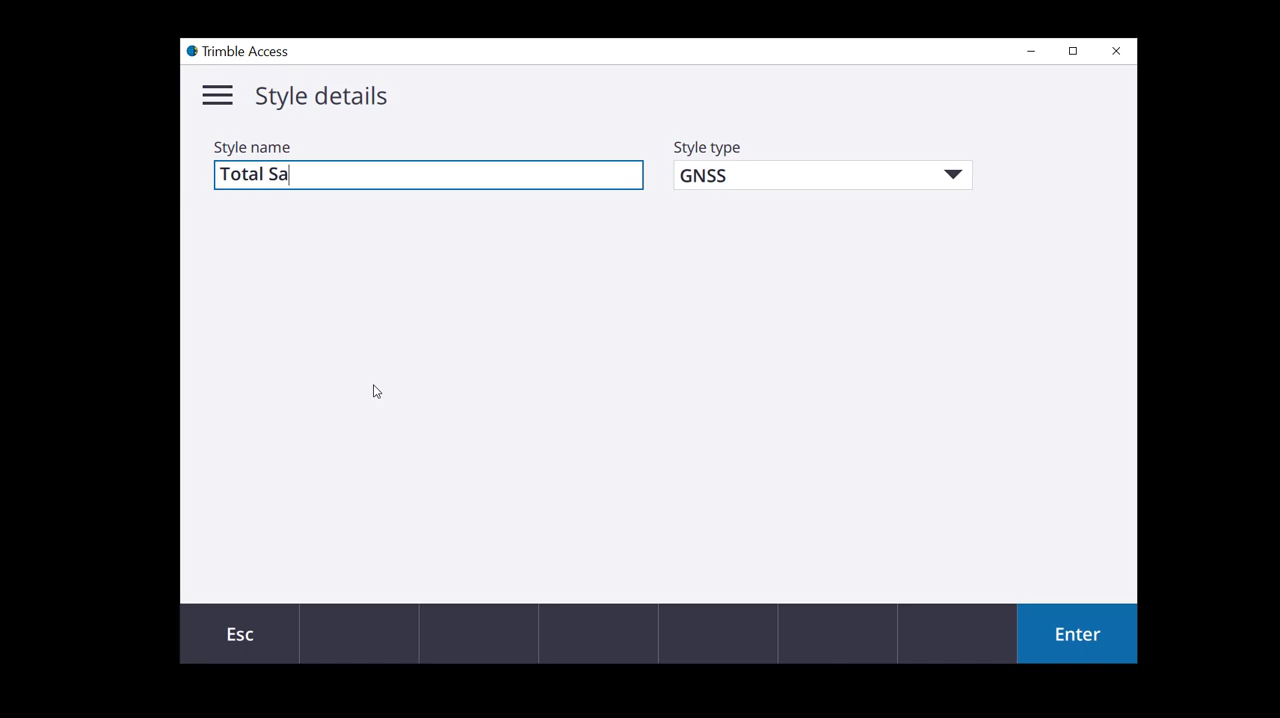 Trimble Access
Style details
Style name
Style type
Total Sa
GNSS
Esc
Enter